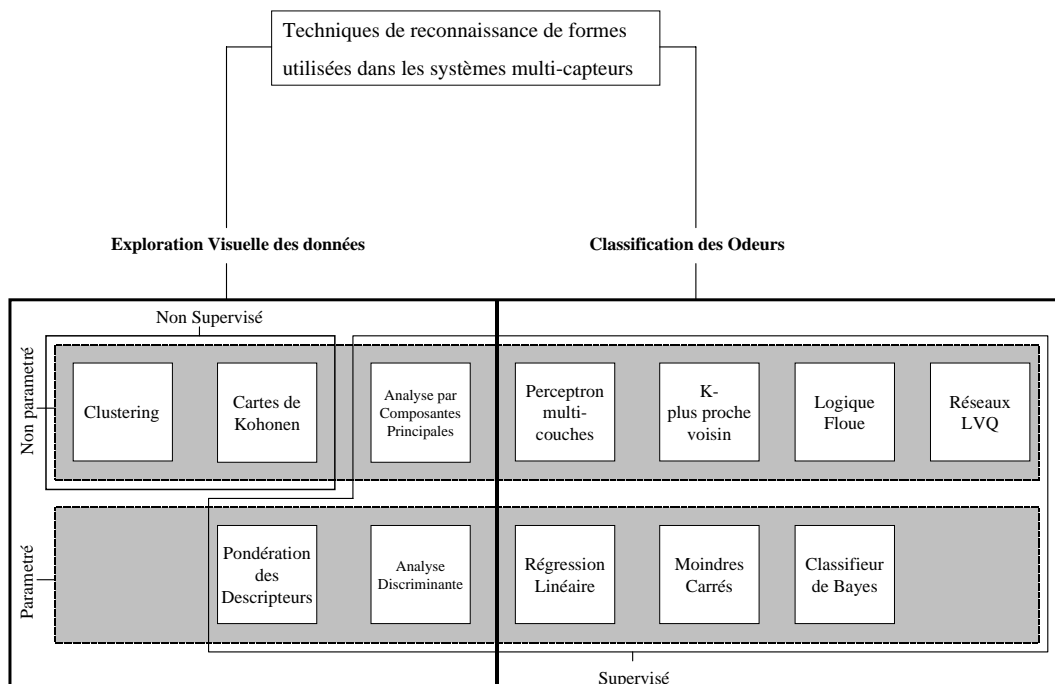 Techniques de reconnaissance de formes
utilisées dans les systèmes multi-capteurs
Exploration Visuelle des données
Classification des Odeurs
Non Supervisé
Non parametré
Clustering
Cartes de
Kohonen
Analyse par
Composantes
Principales
Perceptron
multi-
couches
K-
plus proche
voisin
Logique
Floue
Réseaux
LVQ
Parametré
Pondération
des
Descripteurs
Analyse
Discriminante
Régression
Linéaire
Moindres
Carrés
Classifieur
de Bayes
Supervisé